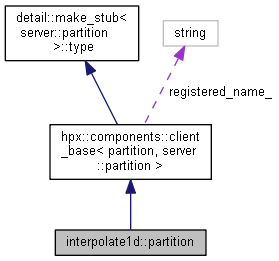 detail::make_stub<
server::partition
>::type
string
registered_name_
hpx::components::client
_base< partition, server
::partition >
interpolate1d::partition